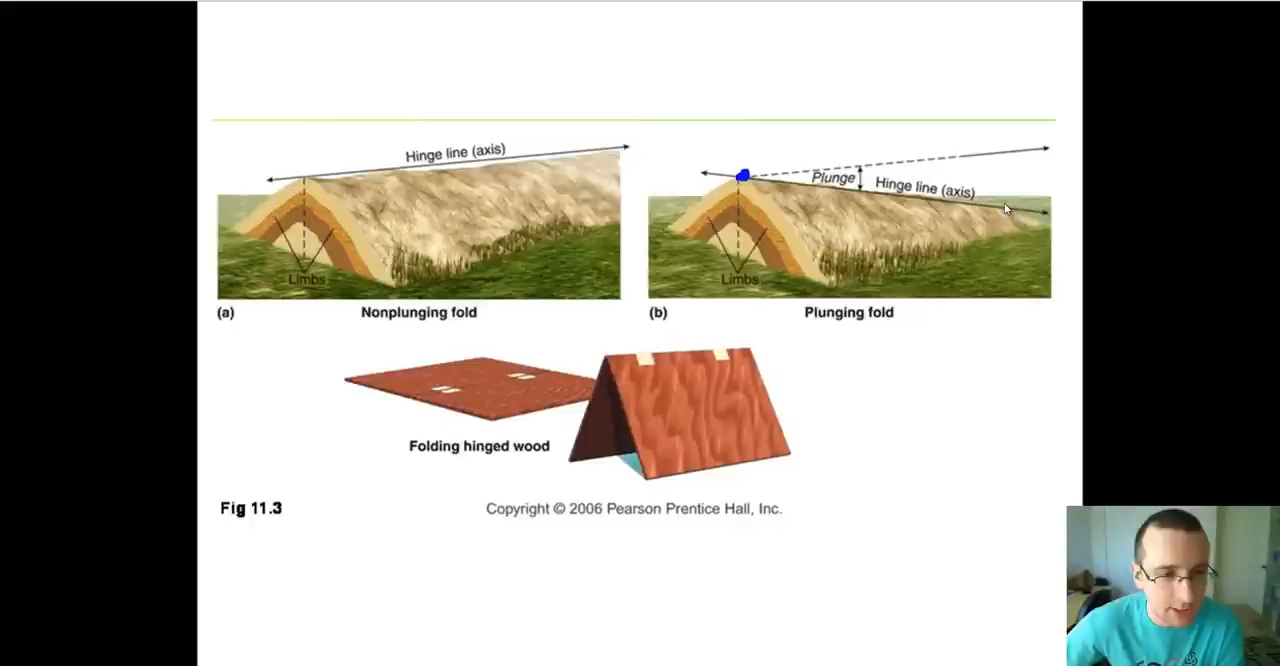 Hinge line (axis)
Limbs
(a) Nonplunging fold
Plunge
Hinge line (axis)
Limbs
(b) Plunging fold
Folding hinged wood
Fig 11.3
Copyright © 2006 Pearson Prentice Hall, Inc.